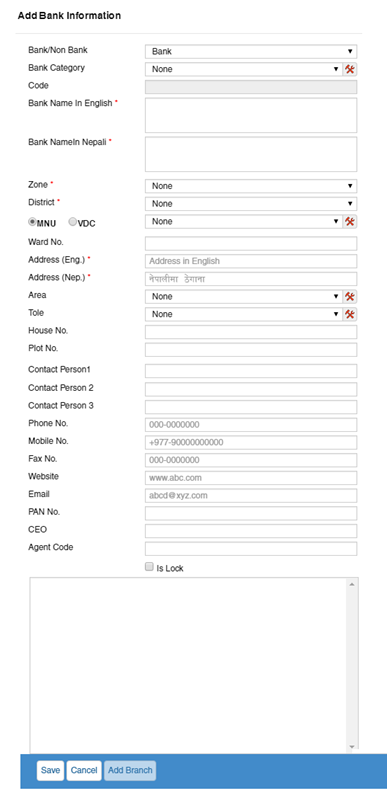 Add Bank Information
Bank/Non Bank Bank
Bank Category None
Code
Bank Name In English *
Bank NameIn Nepali *
Zone * None
District * None
MNU VDC None
Ward No.
Address (Eng.) * Address in English
Address (Nep.) * नेपालीमा ठेगाना
Area None
Tole None
House No.
Plot No.
Contact Person1
Contact Person 2
Contact Person 3
Phone No. 000-0000000
Mobile No. +977-90000000000
Fax No. 000-0000000
Website www.abc.com
Email abcd@xyz.com
PAN No.
CEO
Agent Code
Is Lock
Save Cancel Add Branch